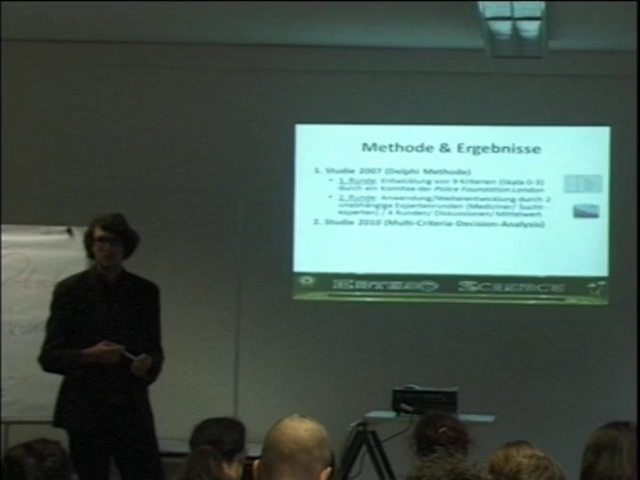 Methode & Ergebnisse
1. Studie 2007 (Delphi Methode)
• 1. Runde: Entwicklung von 9 Kriterien (Skala 0-3)
durch ein Komitee der Police Foundation London
• 2. Runde: Anwendung/Weiterentwicklung durch 2
unabhängige Expertenrunden (Mediziner/ Sucht-
experten) / 4 Runden/ Diskussionen/ Mittelwert
2. Studie 2010 (Multi-Criteria-Decision-Analysis)
Science